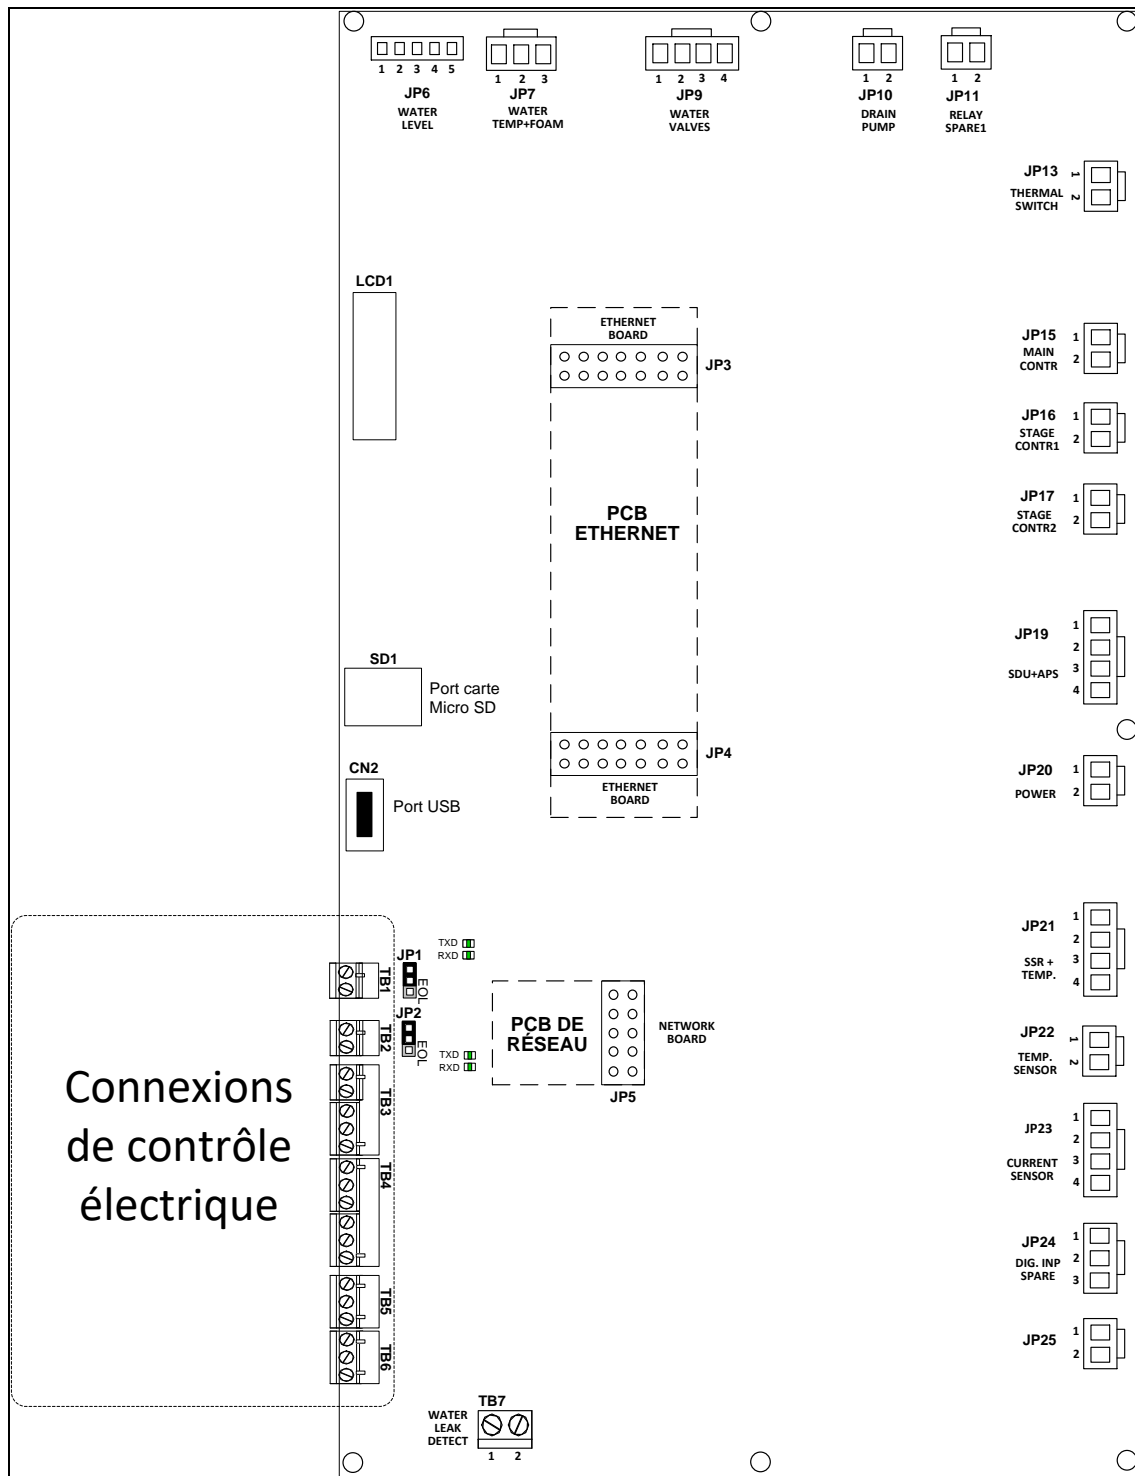 1 2 3 4 5
JP6
WATER
LEVEL
1 2 3
JP7
WATER
TEMP+FOAM
1 2 3 4
JP9
WATER
VALVES
1 2
JP10
DRAIN
PUMP
1 2
JP11
RELAY
SPARE1
JP13
THERMAL
SWITCH
1
2
LCD1
ETHERNET
BOARD
JP3
JP15
MAIN
CONTR
1
2
JP16
STAGE
CONTR1
1
2
JP17
STAGE
CONTR2
1
2
PCB
ETHERNET
JP19
SDU+APS
1
2
3
4
SD1
Port carte
Micro SD
JP4
ETHERNET
BOARD
CN2
Port USB
JP20
POWER
1
2
JP21
SSR +
TEMP.
1
2
3
4
TXD
RXD
TB1
JP1
EOL
TB2
JP2
EOL
TXD
RXD
PCB DE
RÉSEAU
NETWORK
BOARD
JP5
JP22
TEMP.
SENSOR
1
2
Connexions
de contrôle
électrique
TB3
TB4
TB5
TB6
JP23
CURRENT
SENSOR
1
2
3
4
JP24
DIG. INP
SPARE
1
2
3
JP25
1
2
TB7
WATER
LEAK
DETECT
1 2